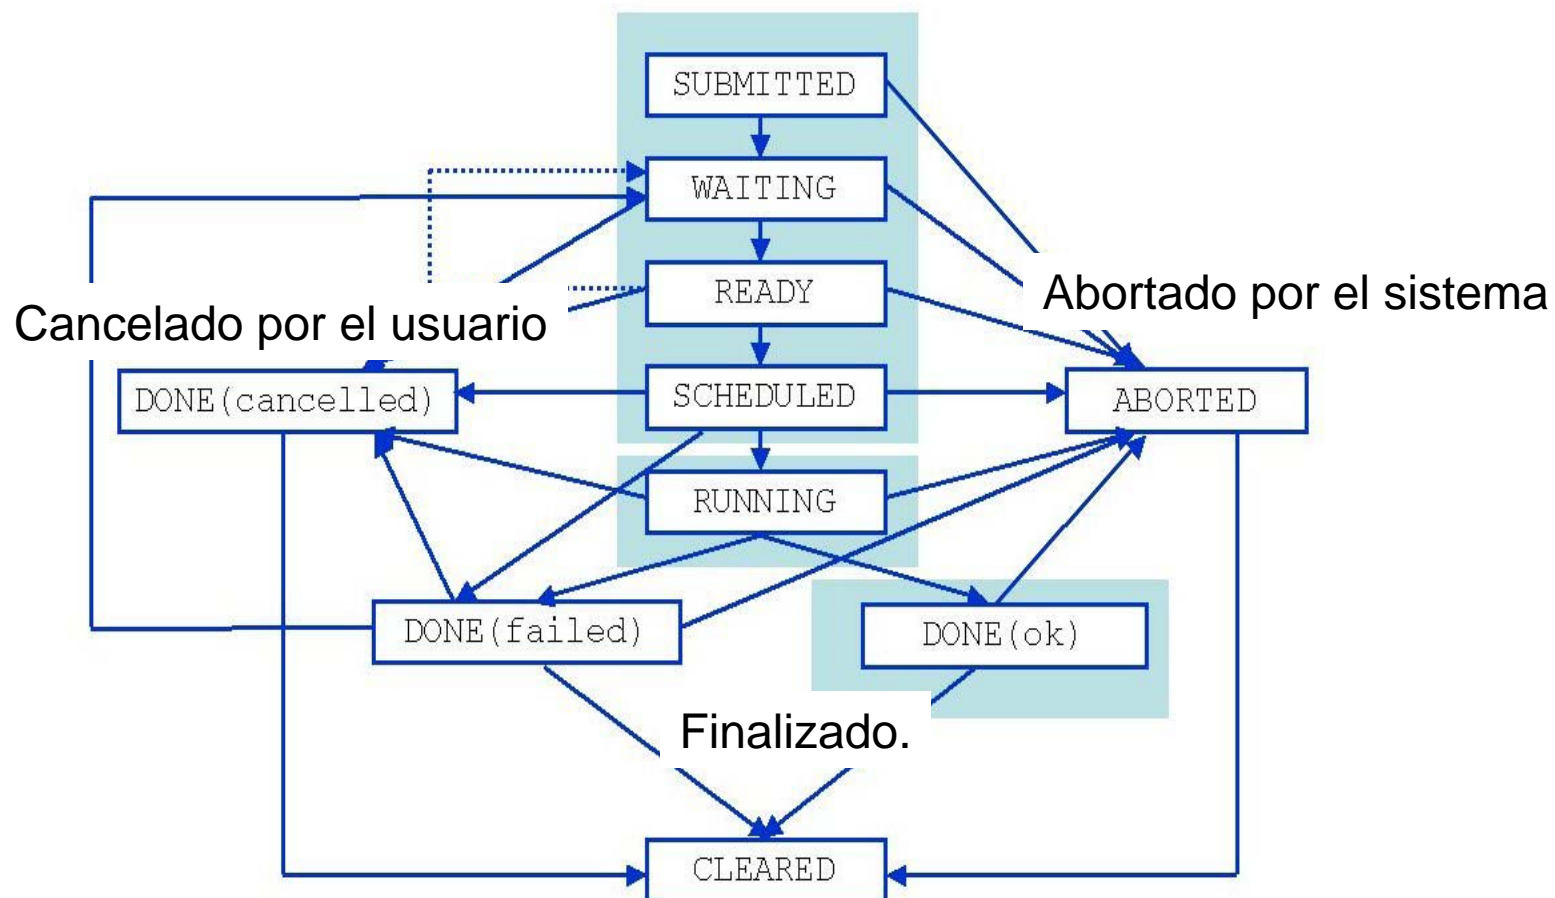 SUBMITTED
WAITING
READY
Abortado por el sistema
Cancelado por el usuario
SCHEDULED
DONE(cancelled)
ABORTED
RUNNING
DONE(failed)
DONE(ok)
Finalizado.
CLEARED